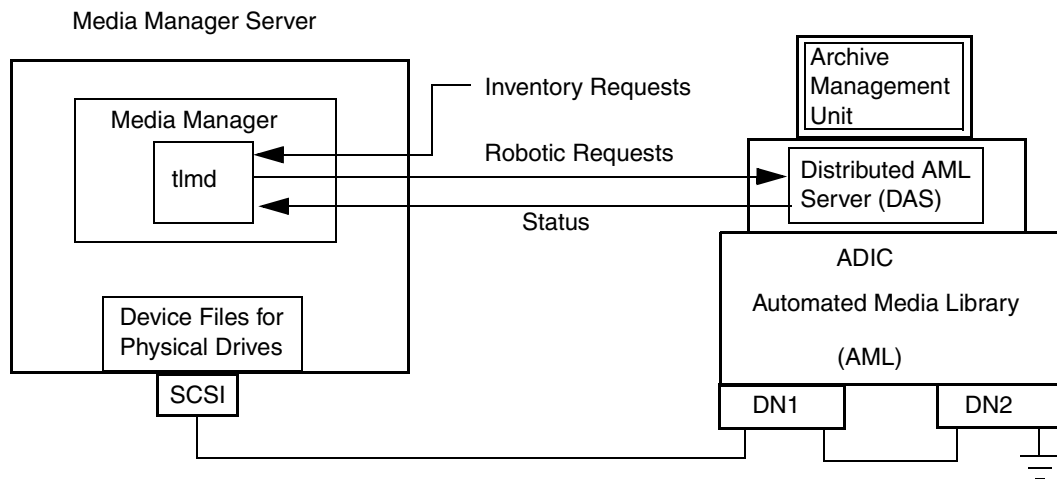 Media Manager Server
Media Manager
tlmd
Device Files for
Physical Drives
SCSI
Inventory Requests
Robotic Requests
Status
Archive
Management
Unit
Distributed AML
Server (DAS)
ADIC
Automated Media Library
(AML)
DN1
DN2